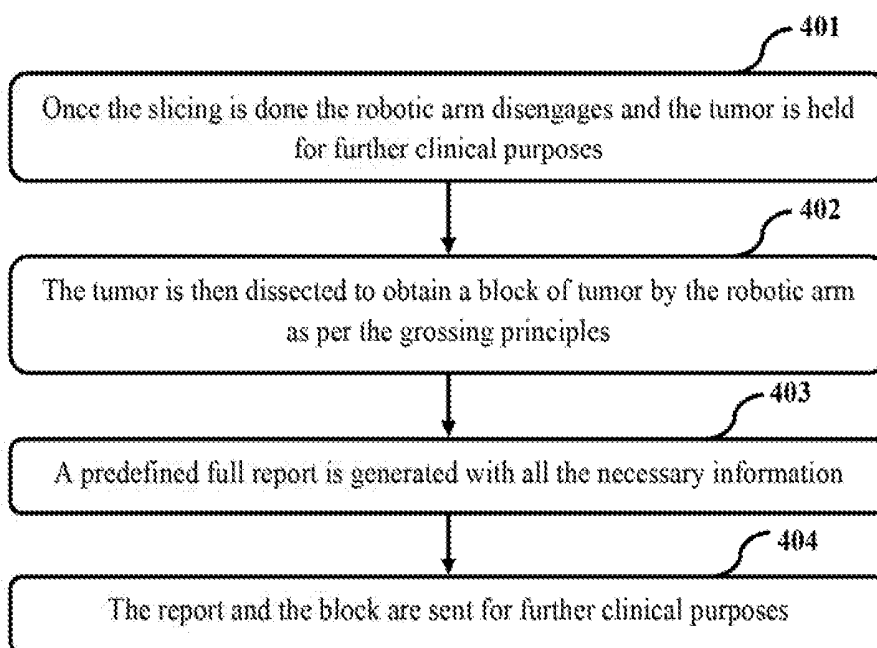 401
Once the slicing is done the robotic arm disengages and the tumor is held
for further clinical purposes
402
The tumor is then dissected to obtain a block of tumor by the robotic arm
as per the grossing principles
403
A predefined full report is generated with all the necessary information
404
The report and the block are sent for further clinical purposes